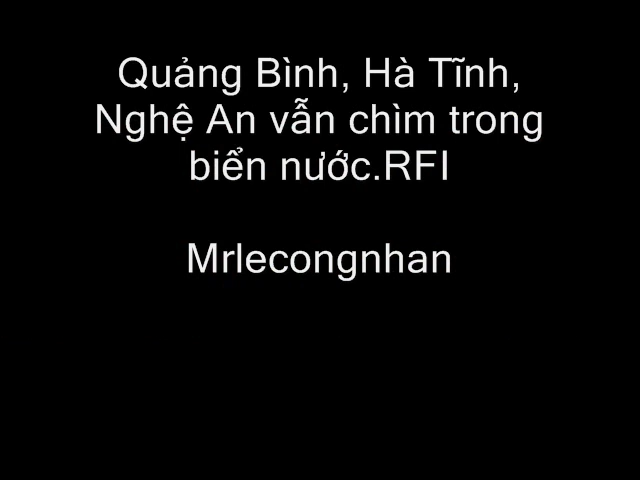 Quảng Bình, Hà Tĩnh,
Nghệ An vẫn chìm trong
biển nước.RFI
Mrlecongnhan